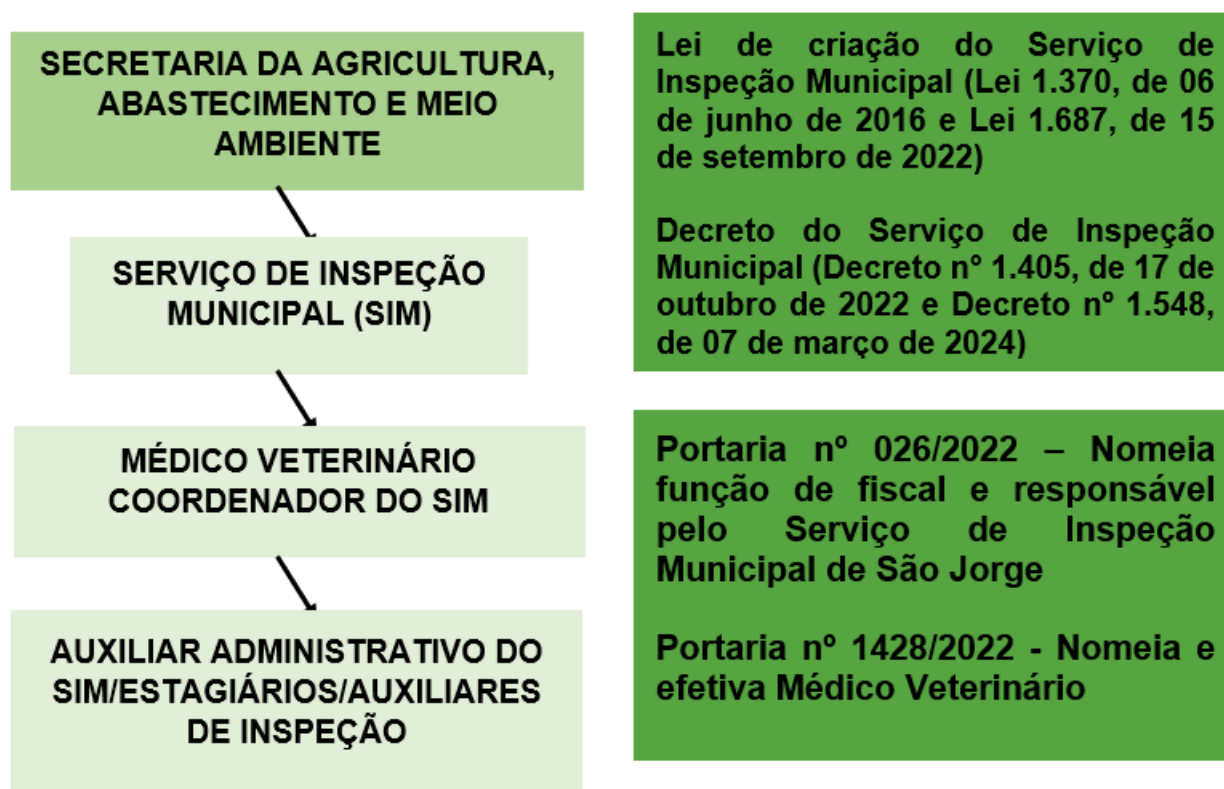 SECRETARIA DA AGRICULTURA,
ABASTECIMENTO E MEIO
AMBIENTE
SERVIÇO DE INSPEÇÃO
MUNICIPAL (SIM)
MÉDICO VETERINÁRIO
COORDENADOR DO SIM
AUXILIAR ADMINISTRATIVO DO
SIM/ESTAGIÁRIOS/AUXILIARES
DE INSPEÇÃO
Lei de criação do Serviço de
Inspeção Municipal (Lei 1.370, de 06
de junho de 2016 e Lei 1.687, de 15
de setembro de 2022)
Decreto do Serviço de Inspeção
Municipal (Decreto nº 1.405, de 17 de
outubro de 2022 e Decreto nº 1.548,
de 07 de março de 2024)
Portaria nº 026/2022 – Nomeia
função de fiscal e responsável
pelo Serviço de Inspeção
Municipal de São Jorge
Portaria nº 1428/2022 - Nomeia e
efetiva Médico Veterinário